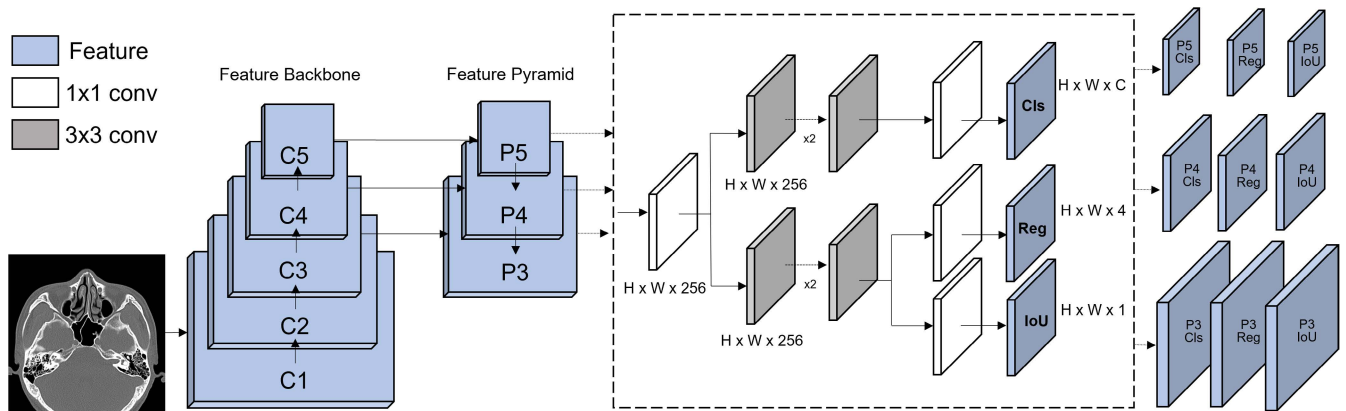 Feature
1x1 conv
3x3 conv
Feature Backbone
C5
C4
C3
C2
C1
Feature Pyramid
P5
P4
P3
H x W x 256
H x W x 256
H x W x 256
x2
x2
Cls
Reg
IoU
H x W x C
H x W x 4
H x W x 1
P5
Cls
P5
Reg
P5
IoU
P4
Cls
P4
Reg
P4
IoU
P3
Cls
P3
Reg
P3
IoU